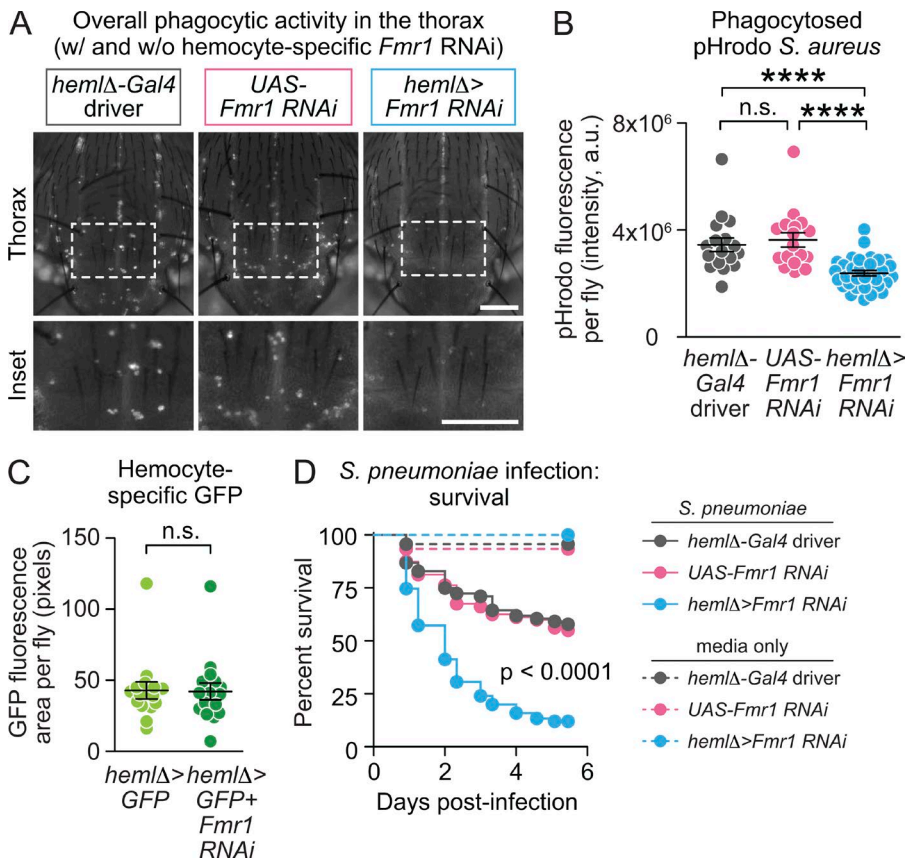 A
Overall phagocytic activity in the thorax
(w/ and w/o hemocyte-specific Fmr1 RNAi)
hemlΔ-Gal4
driver
UAS-
Fmr1 RNAi
hemlΔ>
Fmr1 RNAi
Thorax
Inset
B
Phagocytosed
pHrodo S. aureus
****
n.s.
****
pHrodo fluorescence
per fly (intensity, a.u.)
8x10⁶
4x10⁶
0
hemlΔ-
Gal4
driver
UAS-
Fmr1
RNAi
hemlΔ>
Fmr1
RNAi
C
Hemocyte-
specific GFP
n.s.
GFP fluorescence
area per fly (pixels)
150
100
50
0
hemlΔ>
GFP
hemlΔ>
GFP+
Fmr1
RNAi
D
S. pneumoniae infection:
survival
Percent survival
100
75
50
25
0
p < 0.0001
0 2 4 6
Days post-infection
S. pneumoniae
hemlΔ-Gal4 driver
UAS-Fmr1 RNAi
hemlΔ>Fmr1 RNAi
media only
hemlΔ-Gal4 driver
UAS-Fmr1 RNAi
hemlΔ>Fmr1 RNAi